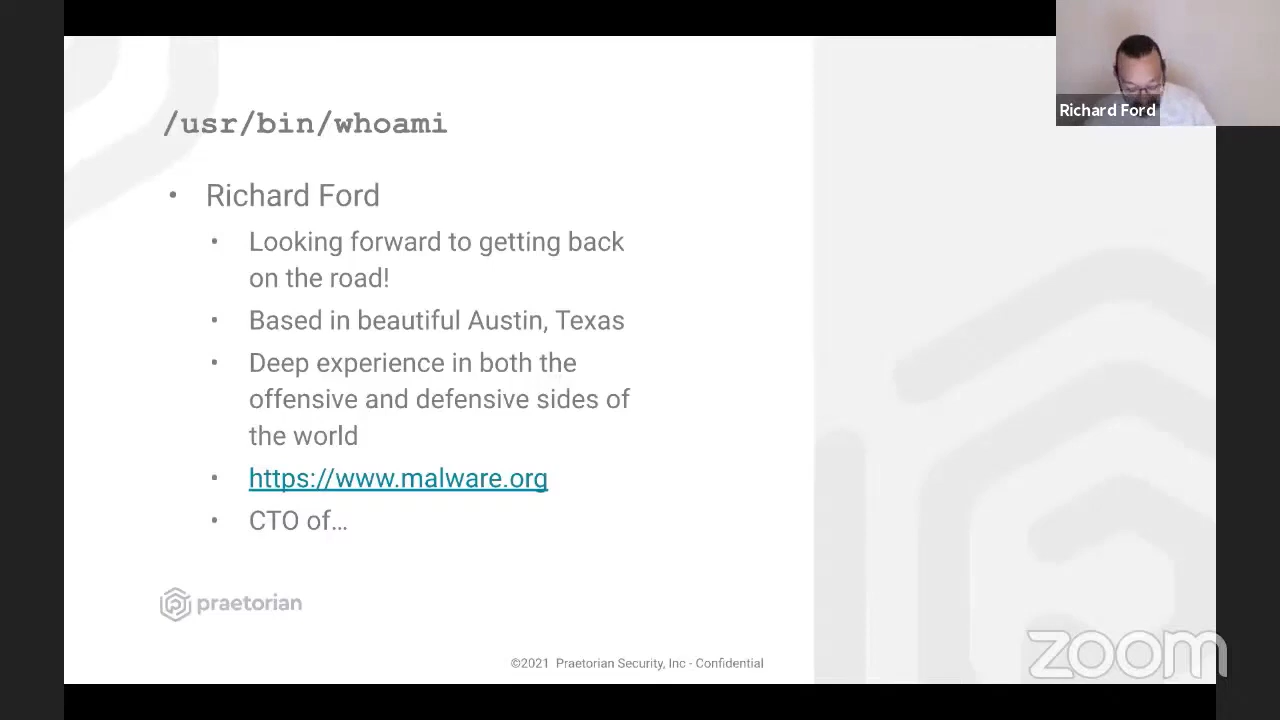 /usr/bin/whoami
Richard Ford
• Richard Ford
• Looking forward to getting back
on the road!
• Based in beautiful Austin, Texas
• Deep experience in both the
offensive and defensive sides of
the world
• https://www.malware.org
• CTO of…
praetorian
©2021 Praetorian Security, Inc - Confidential
zoom